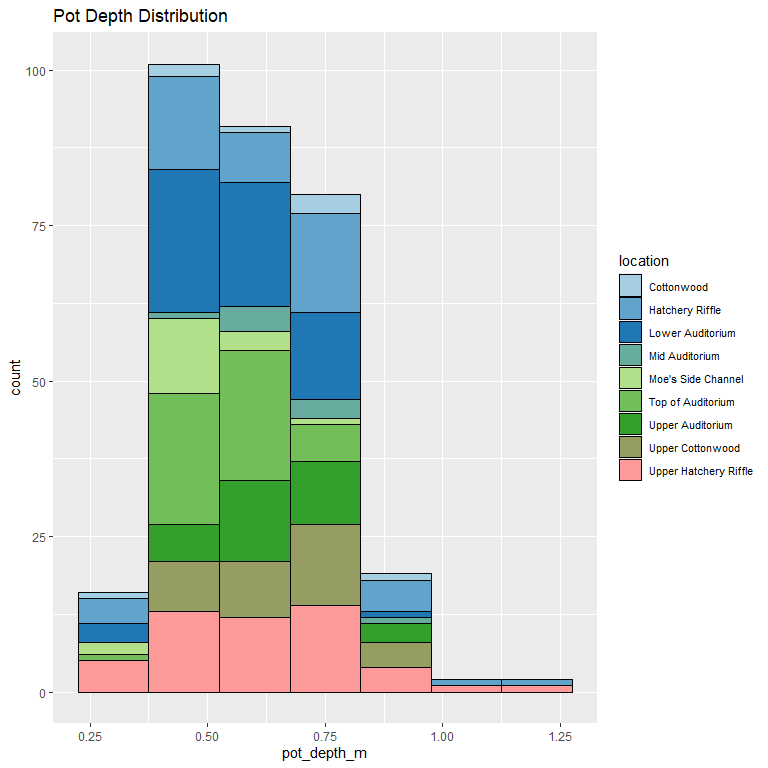 Pot Depth Distribution
100
75
50
25
0
count
0.25 0.50 0.75 1.00 1.25
pot_depth_m
location
Cottonwood
Hatchery Riffle
Lower Auditorium
Mid Auditorium
Moe's Side Channel
Top of Auditorium
Upper Auditorium
Upper Cottonwood
Upper Hatchery Riffle